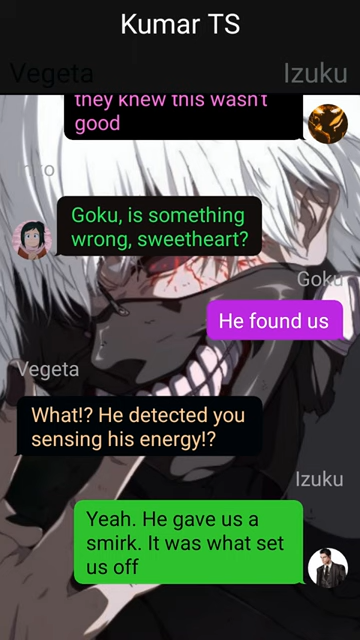 Kumar TS
Vegeta
Izuku
they knew this wasn't
good
Goku, is something
wrong, sweetheart?
Goku
He found us
Vegeta
What!? He detected you
sensing his energy!?
Izuku
Yeah. He gave us a
smirk. It was what set
us off